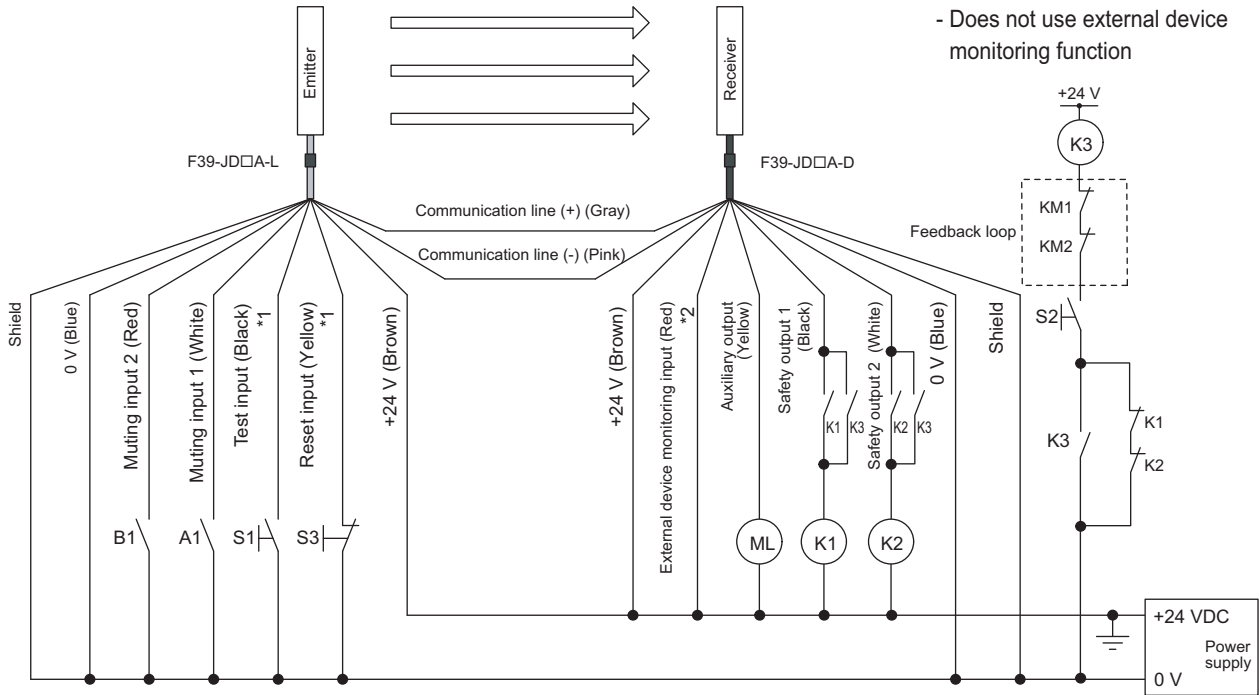 - Does not use external device
monitoring function
Emitter
Receiver
+24 V
K3
F39-JD□A-L
F39-JD□A-D
KM1
Communication line (+) (Gray)
Feedback loop
KM2
Communication line (-) (Pink)
S2
Shield
0 V (Blue)
Muting input 2 (Red)
Muting input 1 (White)
Test input (Black)
*1
Reset input (Yellow)
*1
+24 V (Brown)
+24 V (Brown)
External device monitoring input (Red)
*2
Auxiliary output
(Yellow)
Safety output 1
(Black)
Safety output 2 (White)
0 V (Blue)
Shield
K1
K3
K2
K3
K3
K1
K2
B1
A1
S1
S3
ML
K1
K2
+24 VDC
Power
supply
0 V